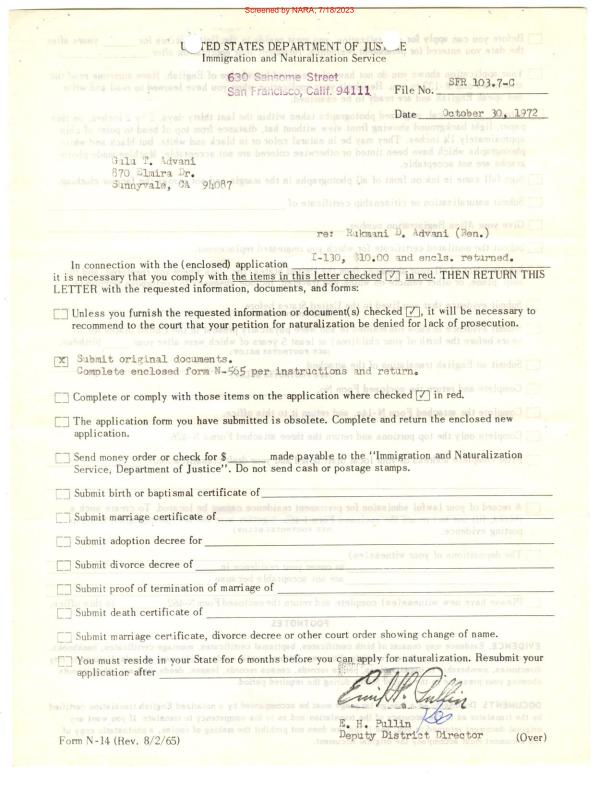 Screened by NARA, 7/18/2023
UNITED STATES DEPARTMENT OF JUSTICE
Immigration and Naturalization Service
630 Sansome Street
San Francisco, Calif. 94111
File No. SFR 103.7-C
Date October 30, 1972
Gulu T. Advani
870 Elmira Dr.
Sunnyvale, CA 94087
re: Rukmani D. Advani (Ben.)
I-130, $10.00 and encls. returned.
In connection with the (enclosed) application
it is necessary that you comply with the items in this letter checked ☑ in red. THEN RETURN THIS
LETTER with the requested information, documents, and forms:
☐ Unless you furnish the requested information or document(s) checked ☑, it will be necessary to
recommend to the court that your petition for naturalization be denied for lack of prosecution.
☒ Submit original documents.
Complete enclosed form N-565 per instructions and return.
☐ Complete or comply with those items on the application where checked ☑ in red.
☐ The application form you have submitted is obsolete. Complete and return the enclosed new
application.
☐ Send money order or check for $______ made payable to the "Immigration and Naturalization
Service, Department of Justice". Do not send cash or postage stamps.
☐ Submit birth or baptismal certificate of
☐ Submit marriage certificate of
☐ Submit adoption decree for
☐ Submit divorce decree of
☐ Submit proof of termination of marriage of
☐ Submit death certificate of
☐ Submit marriage certificate, divorce decree or other court order showing change of name.
☐ You must reside in your State for 6 months before you can apply for naturalization. Resubmit your
application after
E. H. Pullin
Deputy District Director
Form N-14 (Rev. 8/2/65)
(Over)